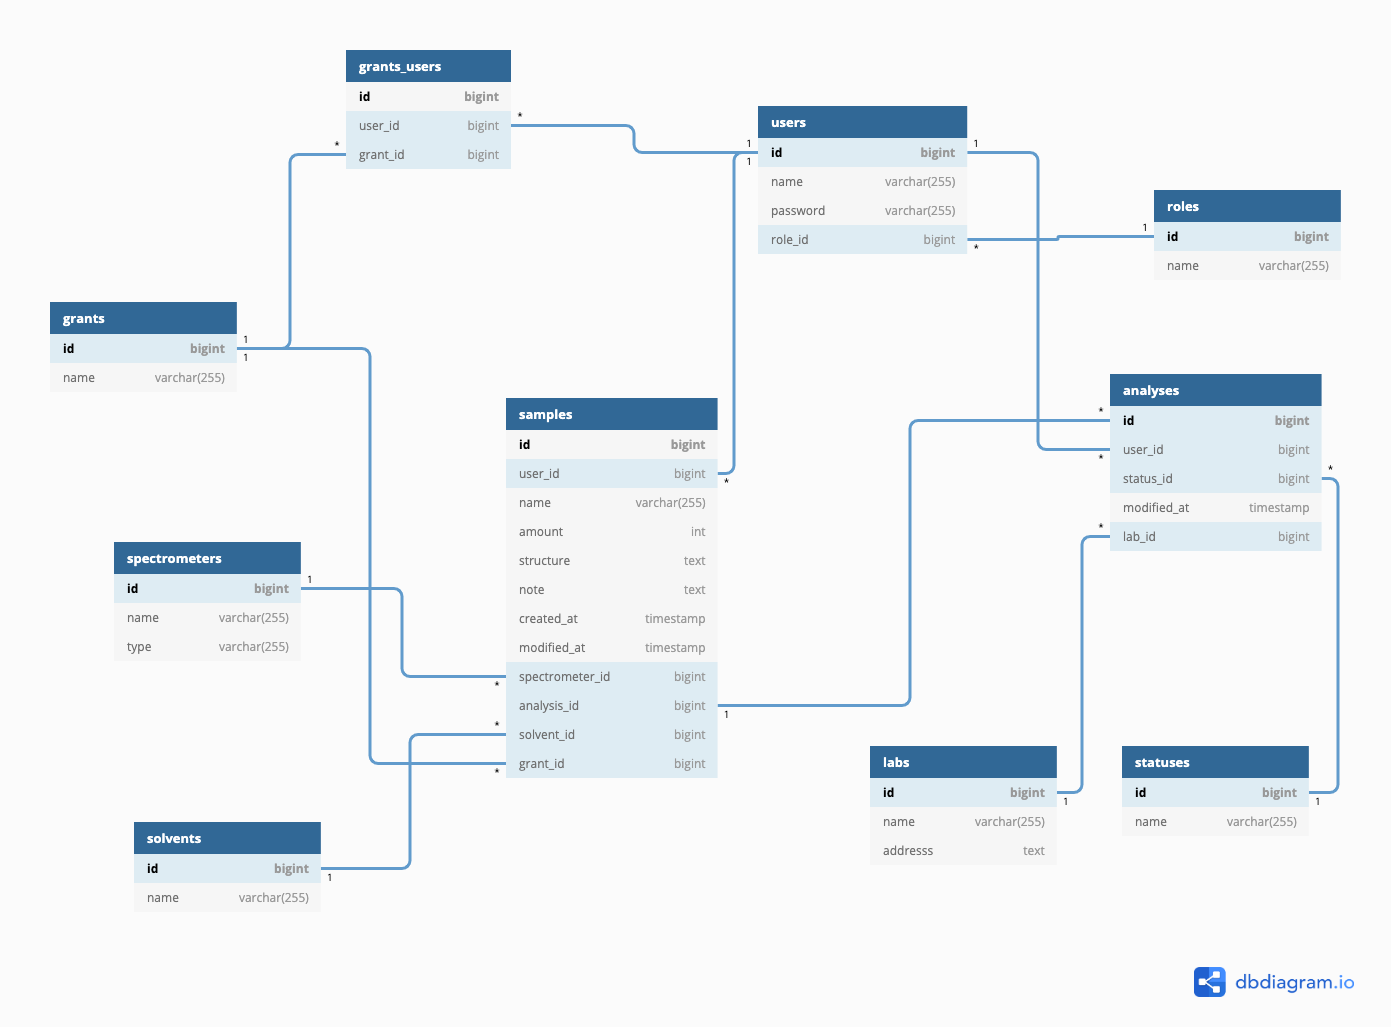 grants_users
id bigint
user_id bigint
grant_id bigint
*
*
users
id bigint
name varchar(255)
password varchar(255)
role_id bigint
1
1
1
*
roles
id bigint
name varchar(255)
1
grants
id bigint
name varchar(255)
1
1
samples
id bigint
user_id bigint
name varchar(255)
amount int
structure text
note text
created_at timestamp
modified_at timestamp
spectrometer_id bigint
analysis_id bigint
solvent_id bigint
grant_id bigint
*
*
1
*
*
analyses
id bigint
user_id bigint
status_id bigint
modified_at timestamp
lab_id bigint
*
*
*
*
spectrometers
id bigint
name varchar(255)
type varchar(255)
1
labs
id bigint
name varchar(255)
addresss text
1
statuses
id bigint
name varchar(255)
1
solvents
id bigint
name varchar(255)
1
dbdiagram.io